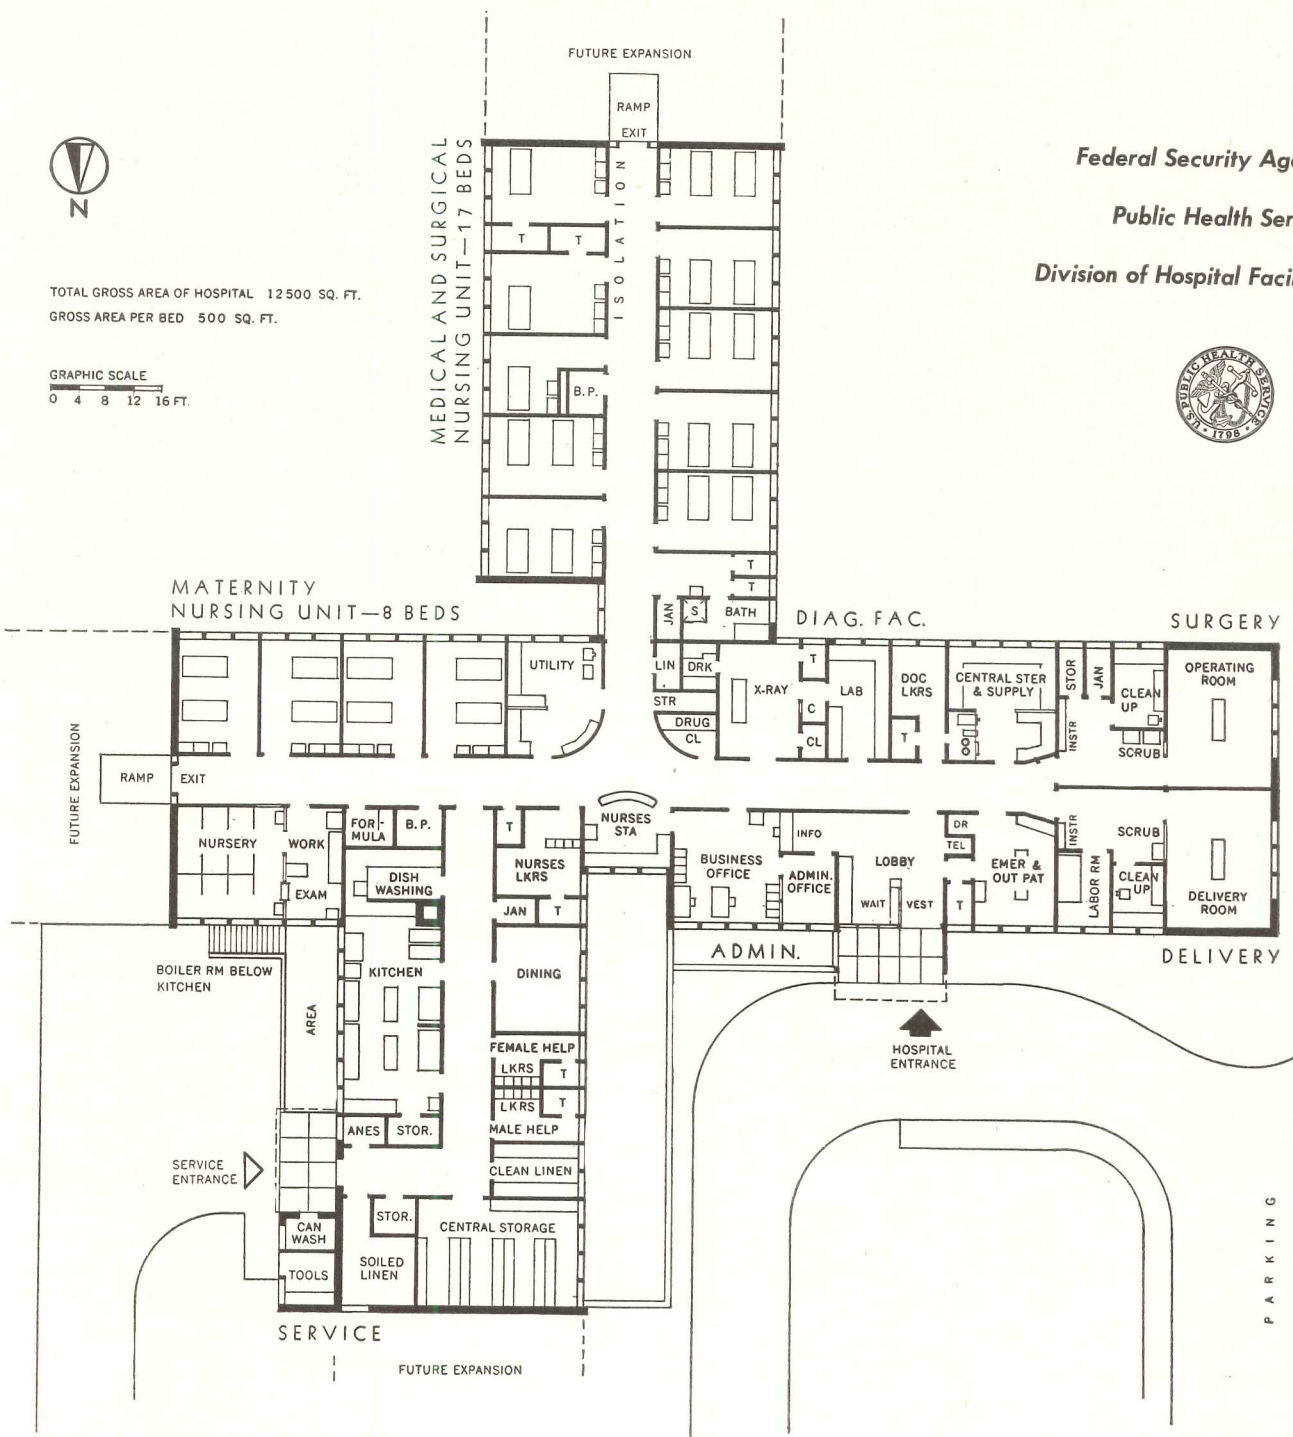 FUTURE EXPANSION
RAMP
EXIT
N
TOTAL GROSS AREA OF HOSPITAL 12500 SQ. FT.
GROSS AREA PER BED 500 SQ. FT.
GRAPHIC SCALE
0 4 8 12 16 FT.
Federal Security Age
Public Health Ser
Division of Hospital Facil
U.S. PUBLIC HEALTH SERVICE
1798
MEDICAL AND SURGICAL
NURSING UNIT—17 BEDS
ISOLATION
T
T
B.P.
T
T
JAN
S
BATH
MATERNITY
NURSING UNIT—8 BEDS
DIAG. FAC.
SURGERY
UTILITY
LIN
DRK
STR
DRUG
CL
X-RAY
T
C
CL
LAB
DOC
LKRS
T
CENTRAL STER
& SUPPLY
STOR
JAN
CLEAN
UP
INSTR
SCRUB
OPERATING
ROOM
FUTURE EXPANSION
RAMP
EXIT
NURSERY
WORK
EXAM
FOR-
MULA
B.P.
DISH
WASHING
T
NURSES
LKRS
JAN
T
NURSES
STA
BUSINESS
OFFICE
INFO
ADMIN.
OFFICE
LOBBY
WAIT
VEST
DR
TEL
T
EMER &
OUT PAT
INSTR
LABOR RM
SCRUB
CLEAN
UP
DELIVERY
ROOM
ADMIN.
DELIVERY
BOILER RM BELOW
KITCHEN
AREA
KITCHEN
DINING
FEMALE HELP
LKRS
T
LKRS
T
MALE HELP
ANES
STOR.
CLEAN LINEN
HOSPITAL
ENTRANCE
SERVICE
ENTRANCE
CAN
WASH
TOOLS
STOR.
SOILED
LINEN
CENTRAL STORAGE
SERVICE
FUTURE EXPANSION
PARKING